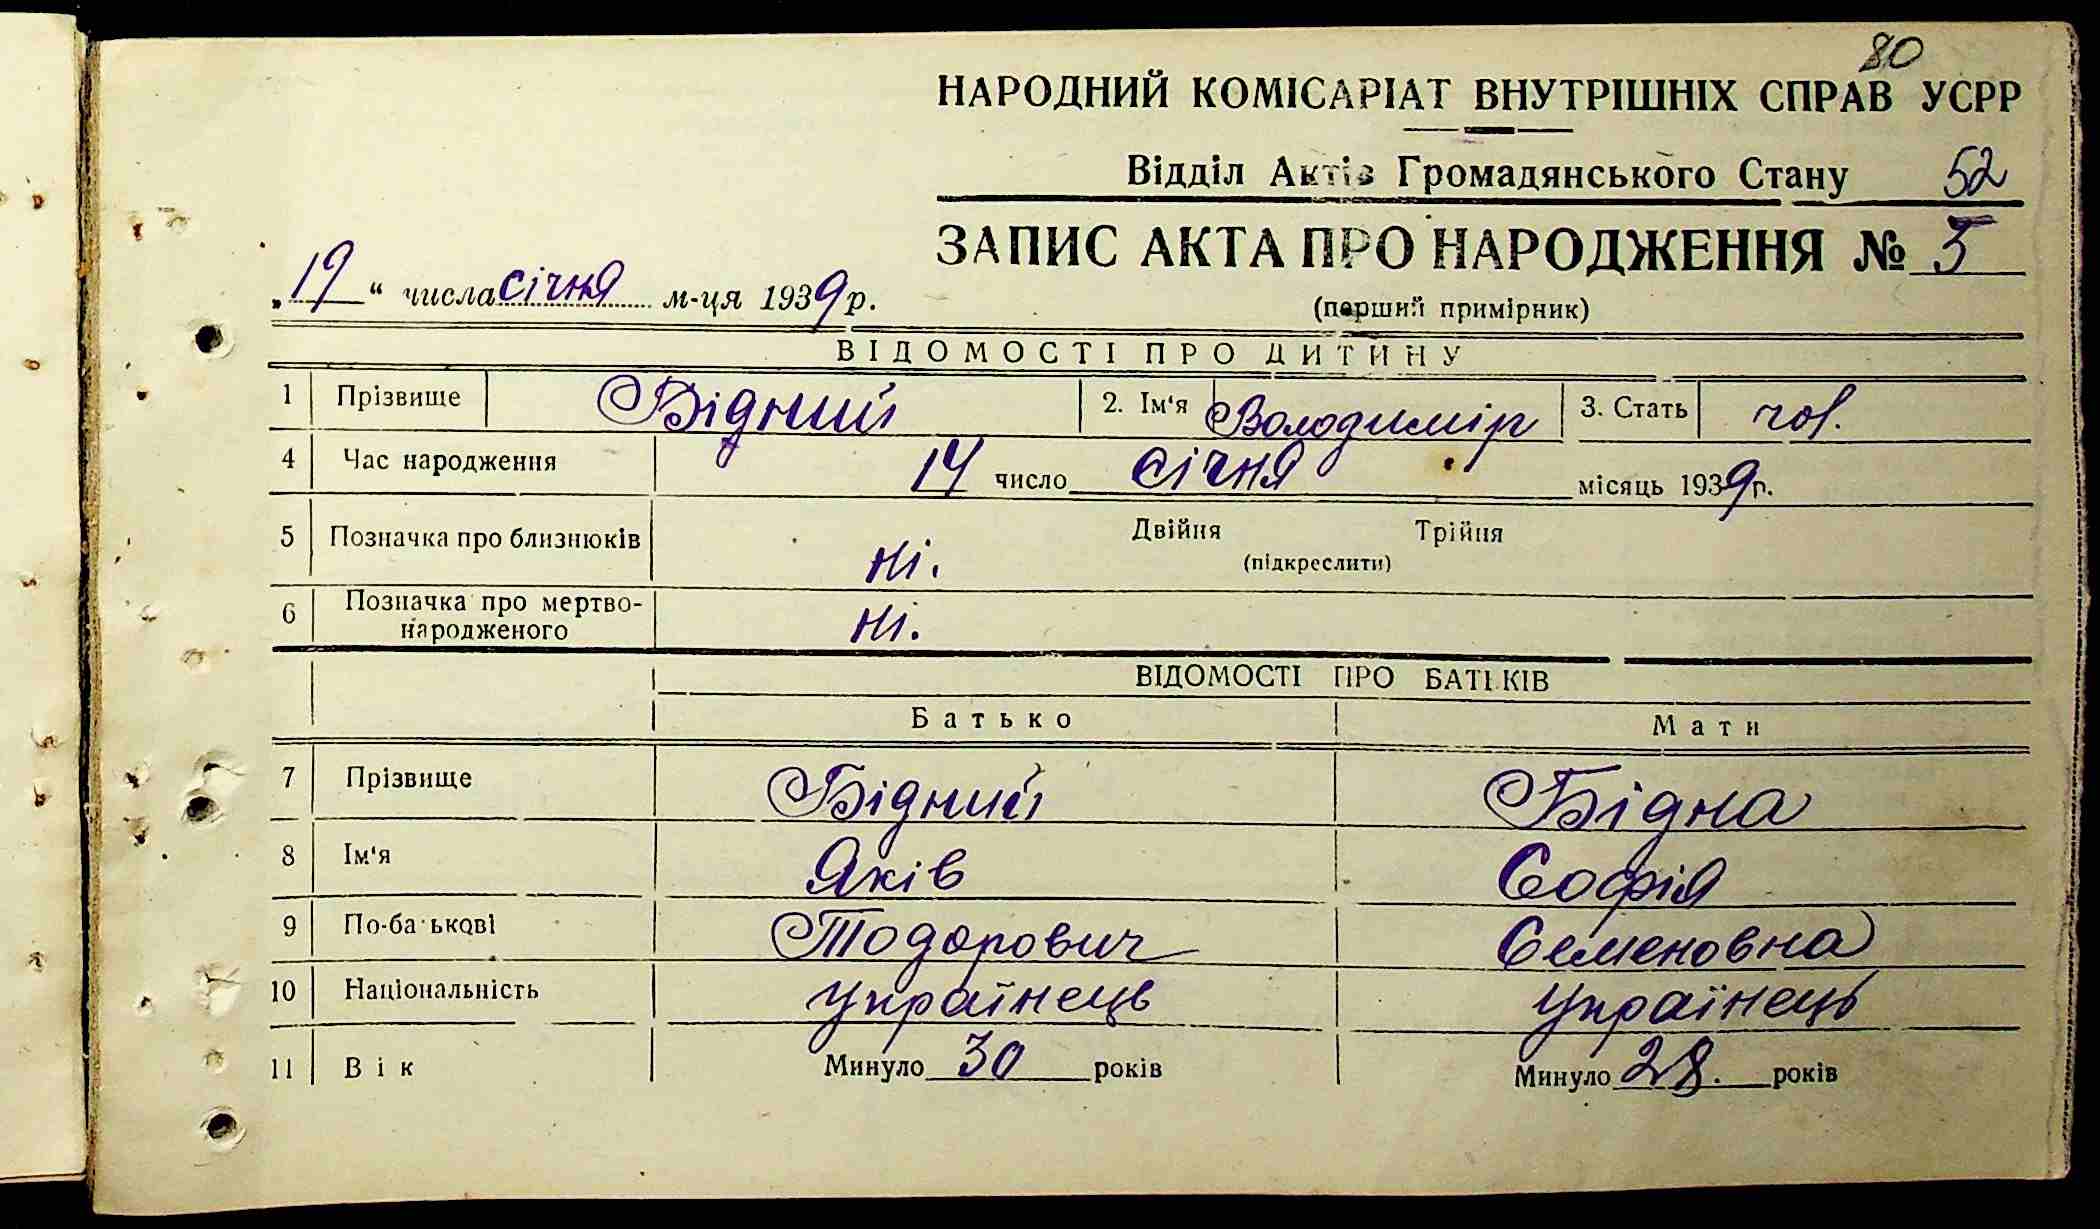 80
НАРОДНИЙ КОМІСАРІАТ ВНУТРІШНІХ СПРАВ УСРР
Відділ Актів Громадянського Стану 52
ЗАПИС АКТА ПРО НАРОДЖЕННЯ № 5
„19“ числа січня м-ця 1939 р.
(перший примірник)
ВІДОМОСТІ ПРО ДИТИНУ
1 Прізвище Бідний 2. Ім‘я Володимір 3. Стать чол.
4 Час народження 14 число січня місяць 1939 р.
5 Позначка про близнюків ні. Двійня Трійня
(підкреслити)
6 Позначка про мертво-
народженого ні.
ВІДОМОСТІ ПРО БАТЬКІВ
Батько Мати
7 Прізвище Бідний Бідна
8 Ім‘я Яків Софія
9 По-батькові Тодорович Семеновна
10 Національність Українець Українець
11 Вік Минуло 30 років Минуло 28. років